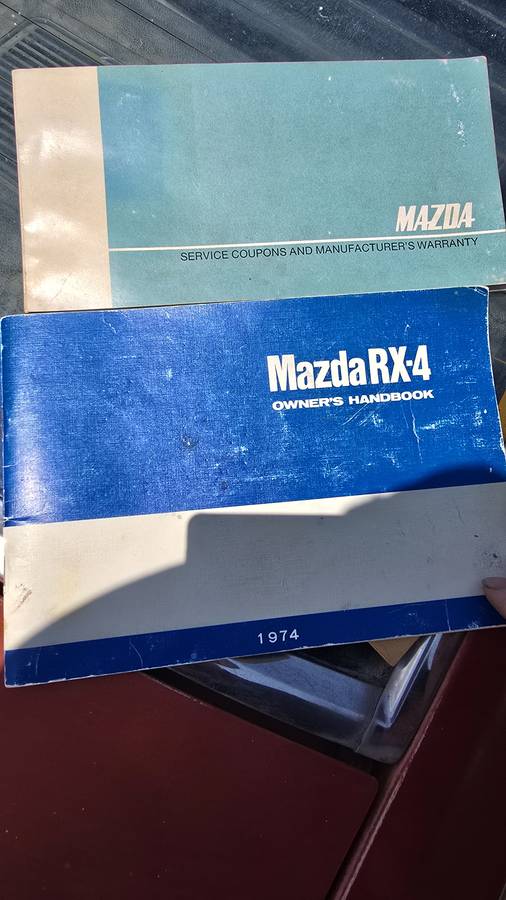 MAZDA
SERVICE COUPONS AND MANUFACTURER'S WARRANTY
Mazda RX-4
OWNER'S HANDBOOK
1974